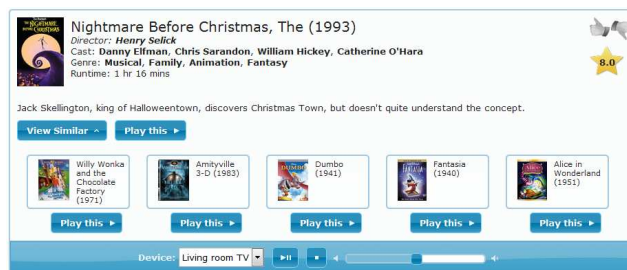 Nightmare Before Christmas, The (1993)
Director: Henry Selick
Cast: Danny Elfman, Chris Sarandon, William Hickey, Catherine O'Hara
Genre: Musical, Family, Animation, Fantasy
Runtime: 1 hr 16 mins
8.0
Jack Skellington, king of Halloweentown, discovers Christmas Town, but doesn't quite understand the concept.
View Similar
Play this
Willy Wonka
and the
Chocolate
Factory
(1971)
Amityville
3-D (1983)
Dumbo
(1941)
Fantasia
(1940)
Alice in
Wonderland
(1951)
Play this
Play this
Play this
Play this
Play this
Device: Living room TV